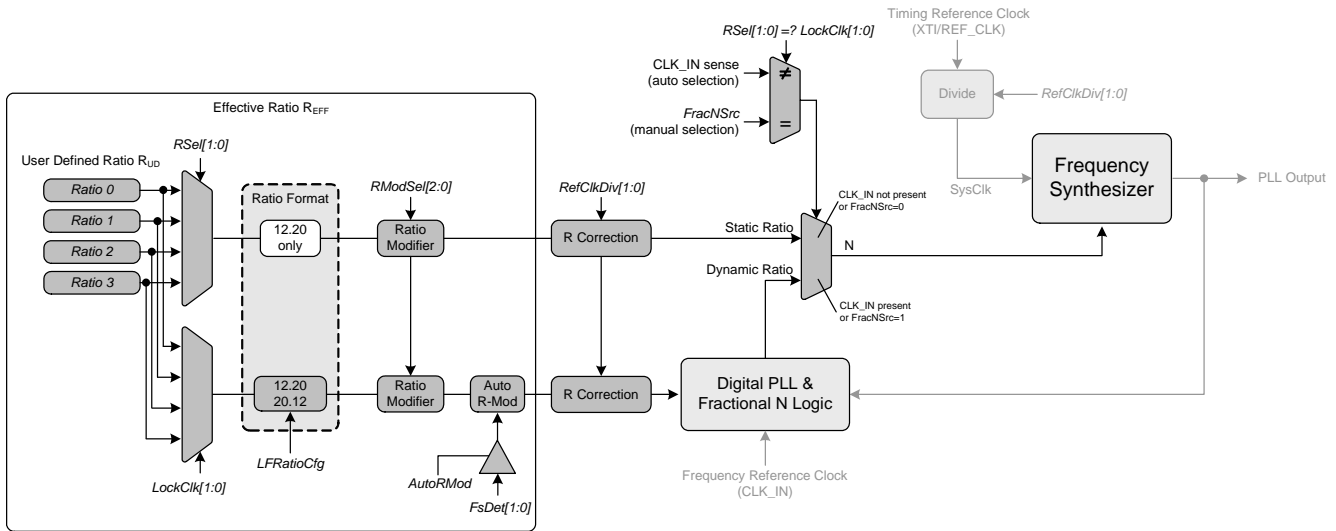 Timing Reference Clock
(XTI/REF_CLK)
RSel[1:0] =? LockClk[1:0]
CLK_IN sense
(auto selection)
≠
Divide
RefClkDiv[1:0]
Effective Ratio REFF
FracNSrc
(manual selection)
=
RSel[1:0]
User Defined Ratio RUD
Ratio 0
Ratio 1
Ratio 2
Ratio 3
Ratio Format
12.20
only
RModSel[2:0]
Ratio
Modifier
RefClkDiv[1:0]
R Correction
Static Ratio
Dynamic Ratio
CLK_IN not present
or FracNSrc=0
N
CLK_IN present
or FracNSrc=1
SysClk
Frequency
Synthesizer
PLL Output
12.20
20.12
Ratio
Modifier
Auto
R-Mod
R Correction
Digital PLL &
Fractional N Logic
LFRatioCfg
LockClk[1:0]
AutoRMod
FsDet[1:0]
Frequency Reference Clock
(CLK_IN)